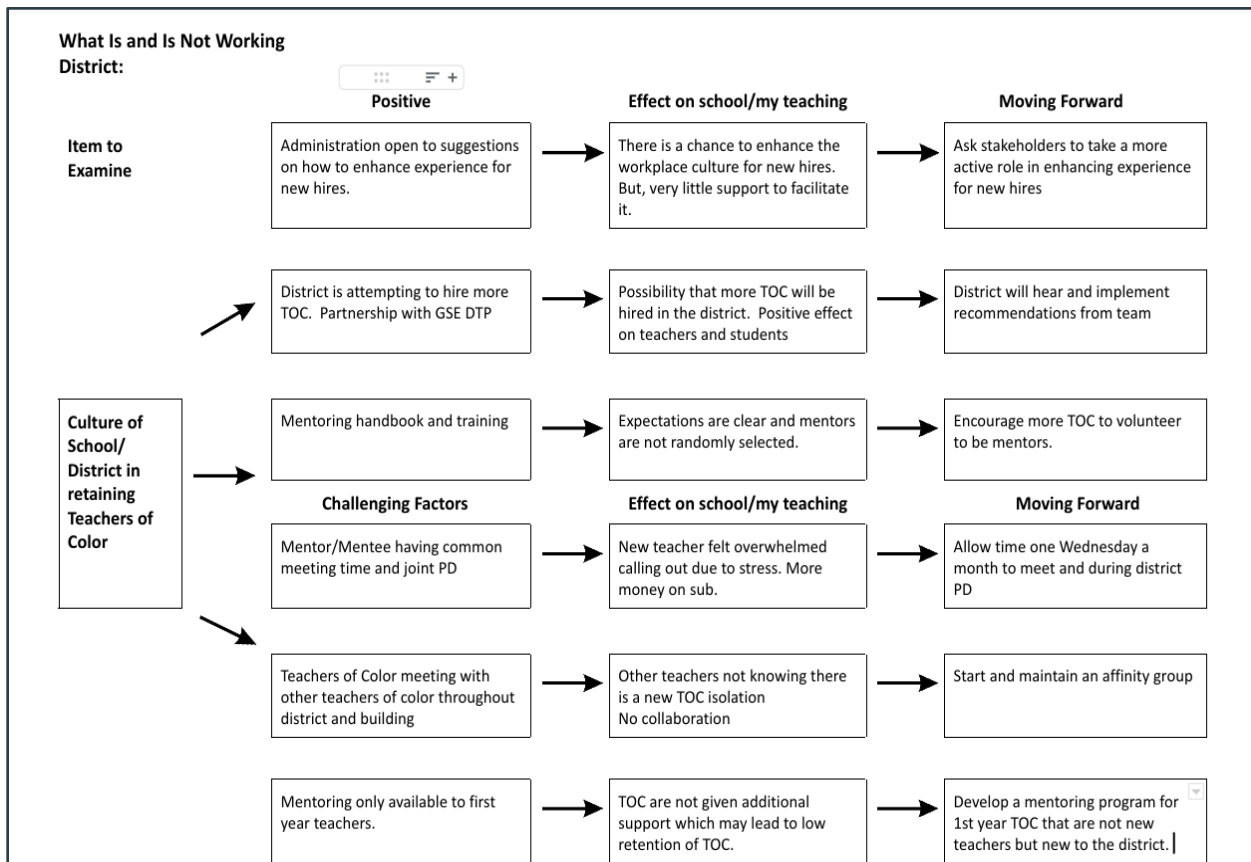 What Is and Is Not Working
District:
Positive
Effect on school/my teaching
Moving Forward
Item to
Examine
Administration open to suggestions
on how to enhance experience for
new hires.
There is a chance to enhance the
workplace culture for new hires.
But, very little support to facilitate
it.
Ask stakeholders to take a more
active role in enhancing experience
for new hires
District is attempting to hire more
TOC.  Partnership with GSE DTP
Possibility that more TOC will be
hired in the district.  Positive effect
on teachers and students
District will hear and implement
recommendations from team
Culture of
School/
District in
retaining
Teachers of
Color
Mentoring handbook and training
Expectations are clear and mentors
are not randomly selected.
Encourage more TOC to volunteer
to be mentors.
Challenging Factors
Effect on school/my teaching
Moving Forward
Mentor/Mentee having common
meeting time and joint PD
New teacher felt overwhelmed
calling out due to stress. More
money on sub.
Allow time one Wednesday a
month to meet and during district
PD
Teachers of Color meeting with
other teachers of color throughout
district and building
Other teachers not knowing there
is a new TOC isolation
No collaboration
Start and maintain an affinity group
Mentoring only available to first
year teachers.
TOC are not given additional
support which may lead to low
retention of TOC.
Develop a mentoring program for
1st year TOC that are not new
teachers but new to the district.